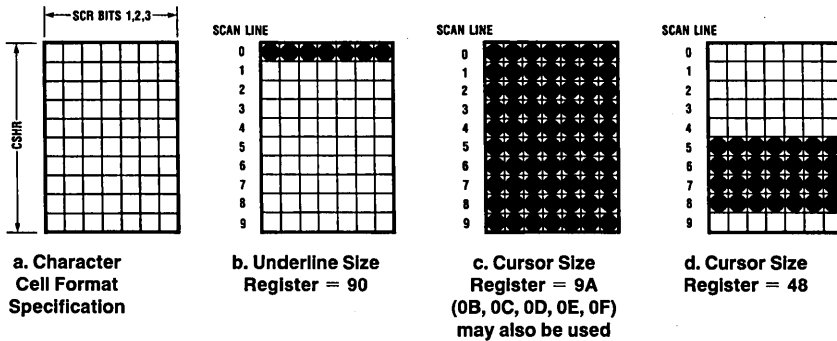 SCR BITS 1,2,3
CSHR
a. Character
Cell Format
Specification
SCAN LINE
0
1
2
3
4
5
6
7
8
9
b. Underline Size
Register = 90
SCAN LINE
0
1
2
3
4
5
6
7
8
9
c. Cursor Size
Register = 9A
(0B, 0C, 0D, 0E, 0F)
may also be used
SCAN LINE
0
1
2
3
4
5
6
7
8
9
d. Cursor Size
Register = 48